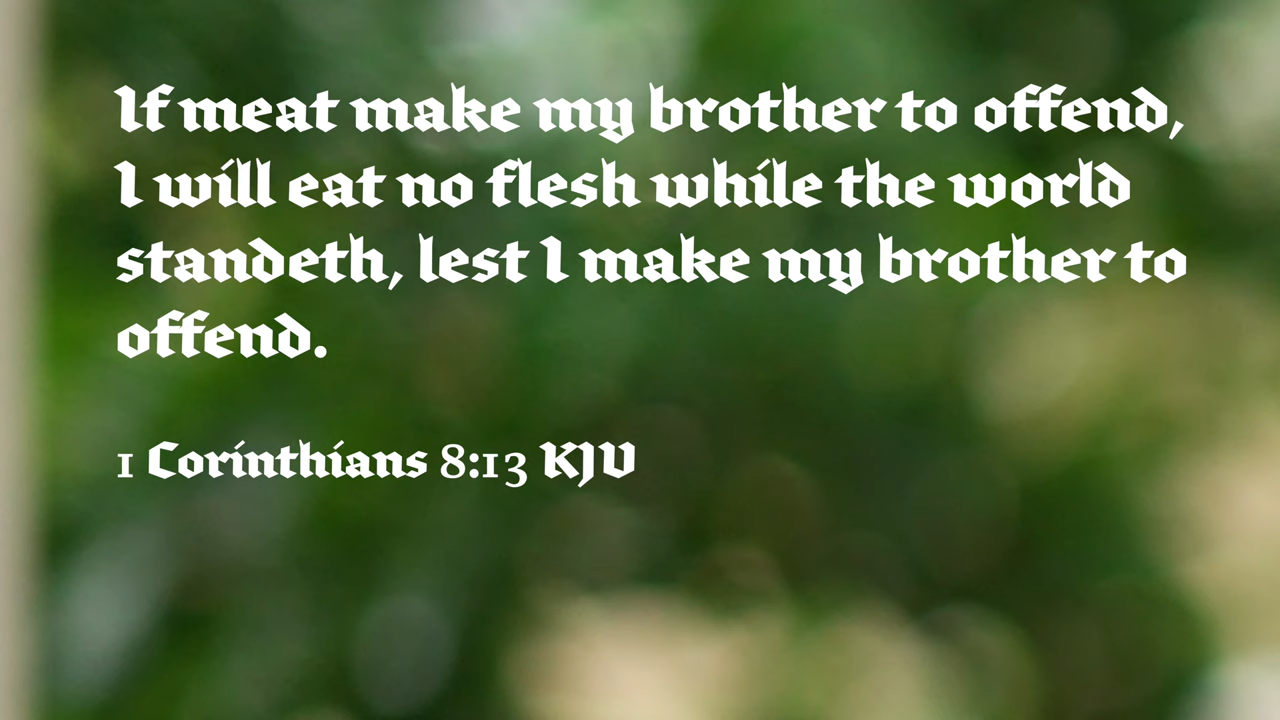 If meat make my brother to offend,
I will eat no flesh while the world
standeth, lest I make my brother to
offend.
1 Corinthians 8:13 KJV